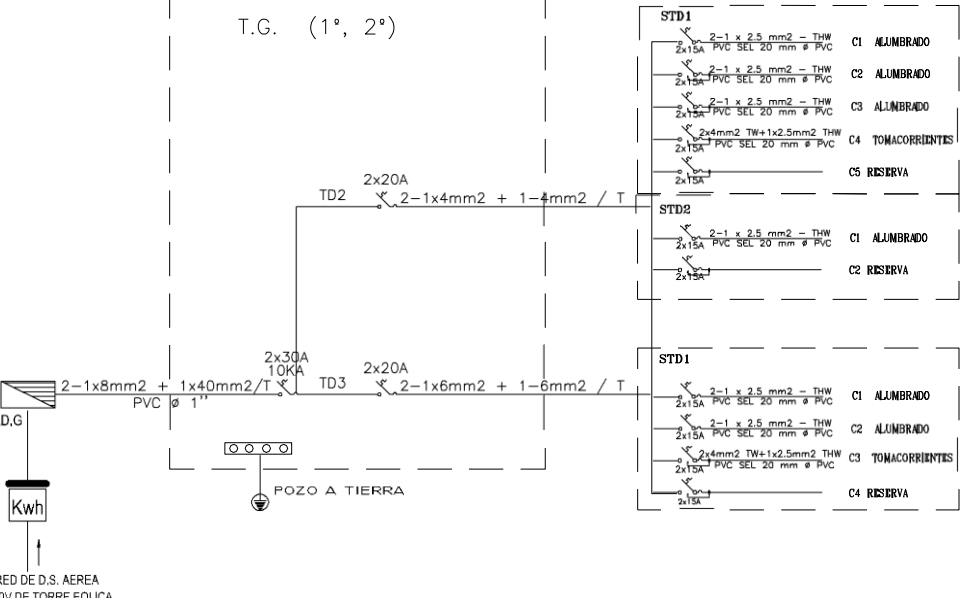 T.G. (1°, 2°)
STD1
2-1 x 2.5 mm2 - THW
2x15A PVC SEL 20 mm ø PVC
C1 ALUMBRADO
2-1 x 2.5 mm2 - THW
2x15A PVC SEL 20 mm ø PVC
C2 ALUMBRADO
2-1 x 2.5 mm2 - THW
2x15A PVC SEL 20 mm ø PVC
C3 ALUMBRADO
2x4mm2 TW+1x2.5mm2 THW
2x15A PVC SEL 20 mm ø PVC
C4 TOMACORRIENTES
2x15A
C5 RESERVA
2x20A
TD2
2-1x4mm2 + 1-4mm2 / T
STD2
2-1 x 2.5 mm2 - THW
2x15A PVC SEL 20 mm ø PVC
C1 ALUMBRADO
2x15A
C2 RESERVA
2x30A
10KA
2x20A
2-1x8mm2 + 1x40mm2/T
PVC ø 1''
TD3
2-1x6mm2 + 1-6mm2 / T
STD1
2-1 x 2.5 mm2 - THW
2x15A PVC SEL 20 mm ø PVC
C1 ALUMBRADO
2-1 x 2.5 mm2 - THW
2x15A PVC SEL 20 mm ø PVC
C2 ALUMBRADO
2x4mm2 TW+1x2.5mm2 THW
2x15A PVC SEL 20 mm ø PVC
C3 TOMACORRIENTES
2x15A
C4 RESERVA
D,G
Kwh
POZO A TIERRA
RED DE D.S. AEREA
DE TORRE EOLICA